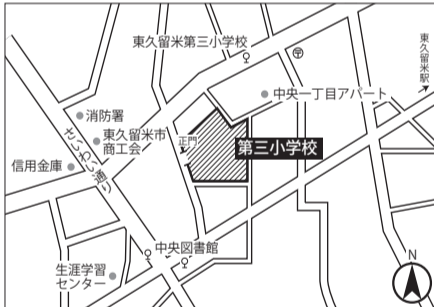 東久留米第三小学校
〒
東久留米駅
中央一丁目アパート
消防署
東久留米市
商工会
正門
第三小学校
信用金庫
さいわい通り
中央図書館
生涯学習
センター
N